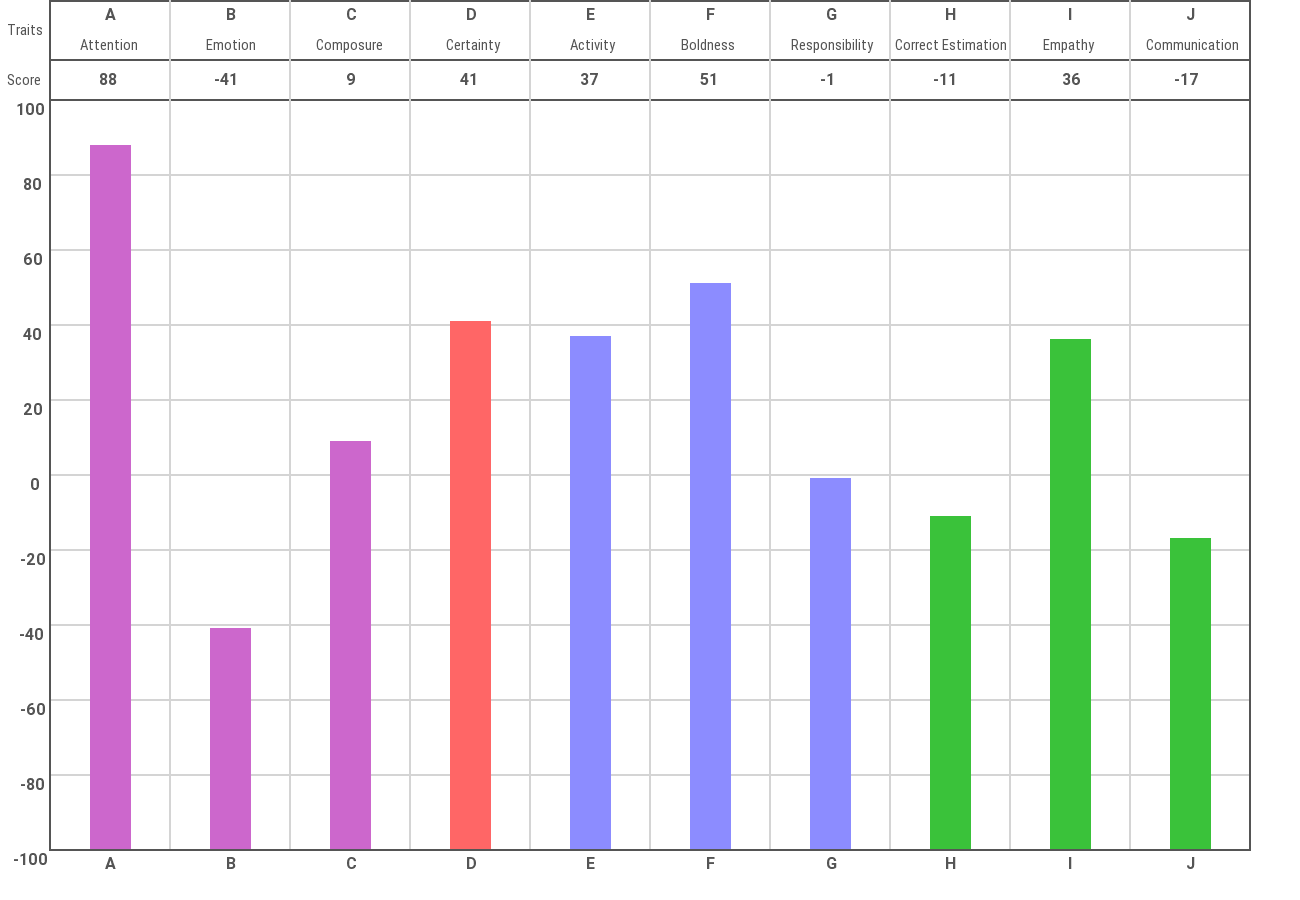 Traits A B C D E F G H I J
Attention Emotion Composure Certainty Activity Boldness Responsibility Correct Estimation Empathy Communication
Score 88 -41 9 41 37 51 -1 -11 36 -17
100
80
60
40
20
0
-20
-40
-60
-80
-100
A B C D E F G H I J